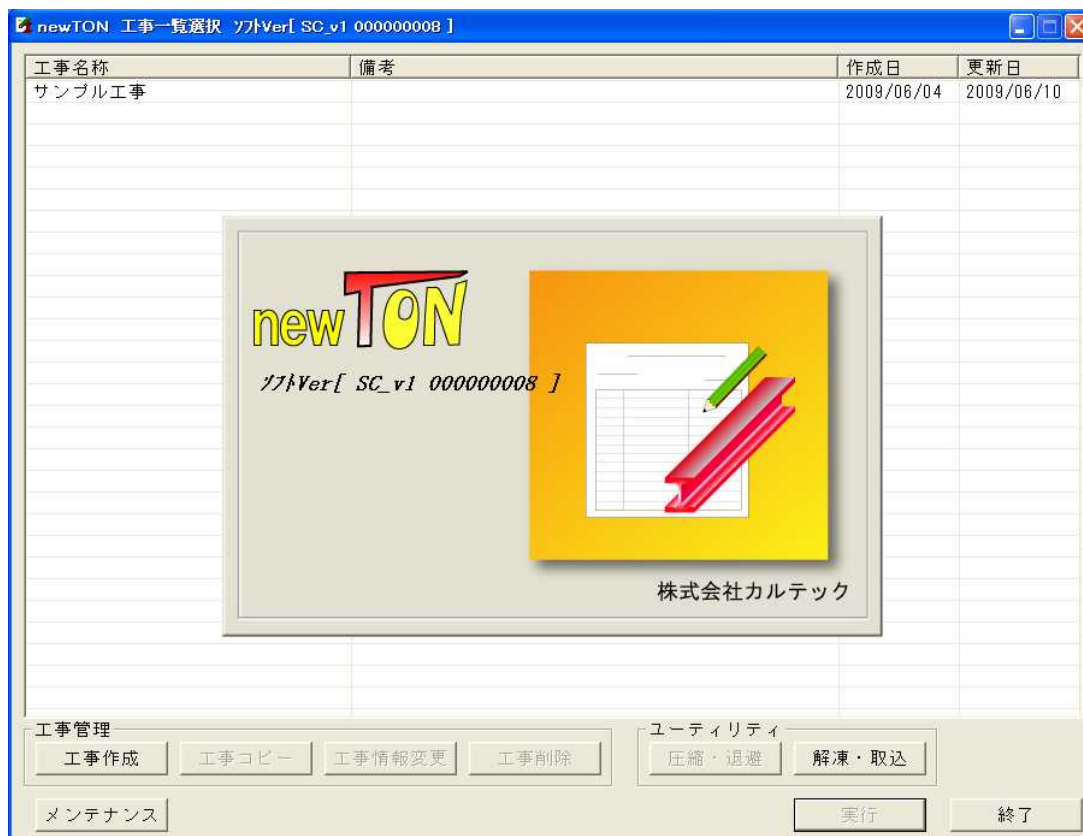 newTON 工事一覧選択 ｿﾌﾄVer[ SC_v1 000000008 ]
工事名称 備考 作成日 更新日
サンプル工事 2009/06/04 2009/06/10
newTON
ｿﾌﾄVer[ SC_v1 000000008 ]
株式会社カルテック
工事管理 ユーティリティ
工事作成 工事コピー 工事情報変更 工事削除 圧縮・退避 解凍・取込
メンテナンス 実行 終了